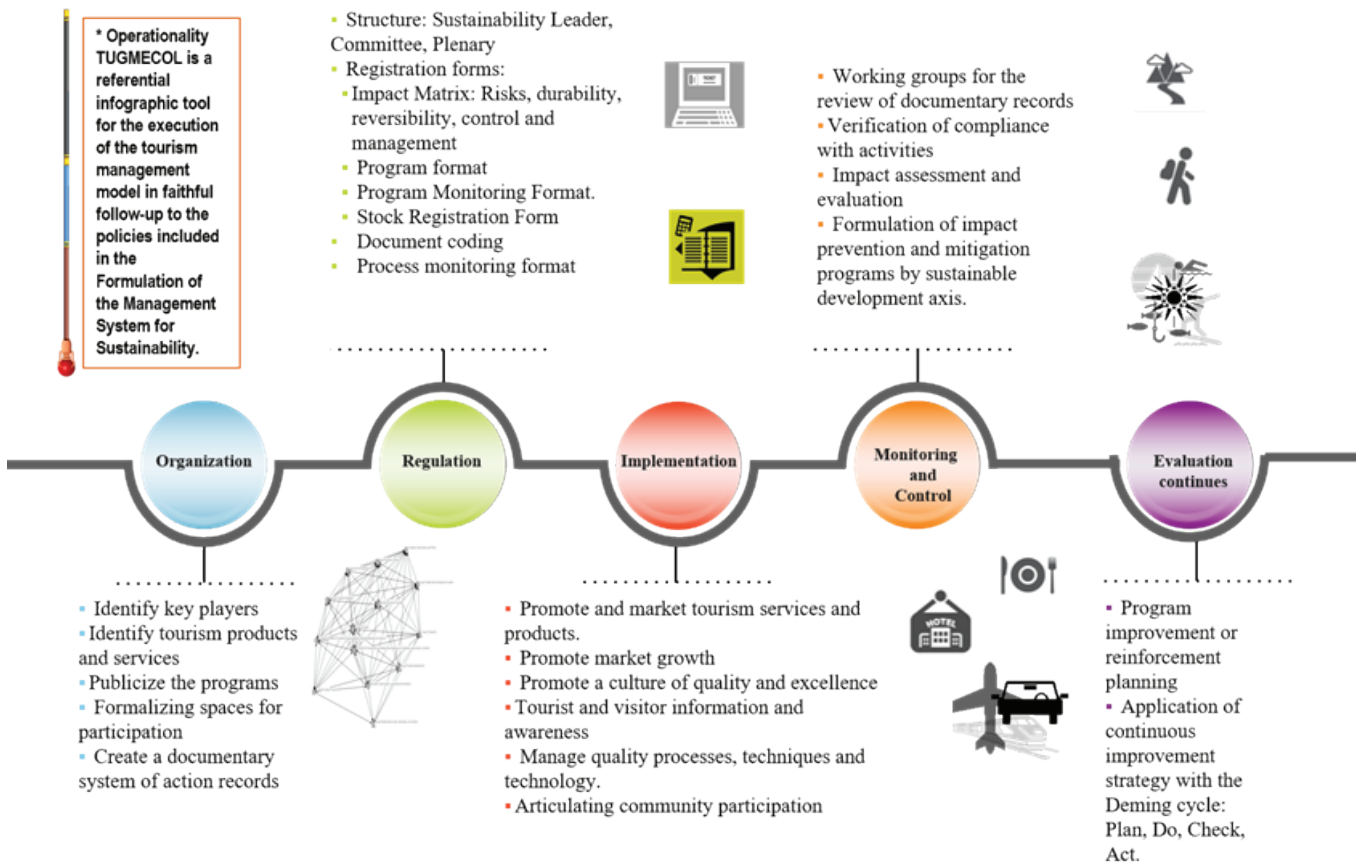 * Operationality
TUGMECOL is a
referential
infographic tool
for the execution
of the tourism
management
model in faithful
follow-up to the
policies included
in the
Formulation of
the Management
System for
Sustainability.
▪ Structure: Sustainability Leader,
Committee, Plenary
▪ Registration forms:
▪ Impact Matrix: Risks, durability,
reversibility, control and
management
▪ Program format
▪ Program Monitoring Format.
▪ Stock Registration Form
▪ Document coding
▪ Process monitoring format
▪ Working groups for the
review of documentary records
▪ Verification of compliance
with activities
▪ Impact assessment and
evaluation
▪ Formulation of impact
prevention and mitigation
programs by sustainable
development axis.
Organization
Regulation
Implementation
Monitoring
and
Control
Evaluation
continues
▪ Identify key players
▪ Identify tourism products
and services
▪ Publicize the programs
▪ Formalizing spaces for
participation
▪ Create a documentary
system of action records
▪ Promote and market tourism services and
products.
▪ Promote market growth
▪ Promote a culture of quality and excellence
▪ Tourist and visitor information and
awareness
▪ Manage quality processes, techniques and
technology.
▪ Articulating community participation
HOTEL
▪ Program
improvement or
reinforcement
planning
▪ Application of
continuous
improvement
strategy with the
Deming cycle:
Plan, Do, Check,
Act.